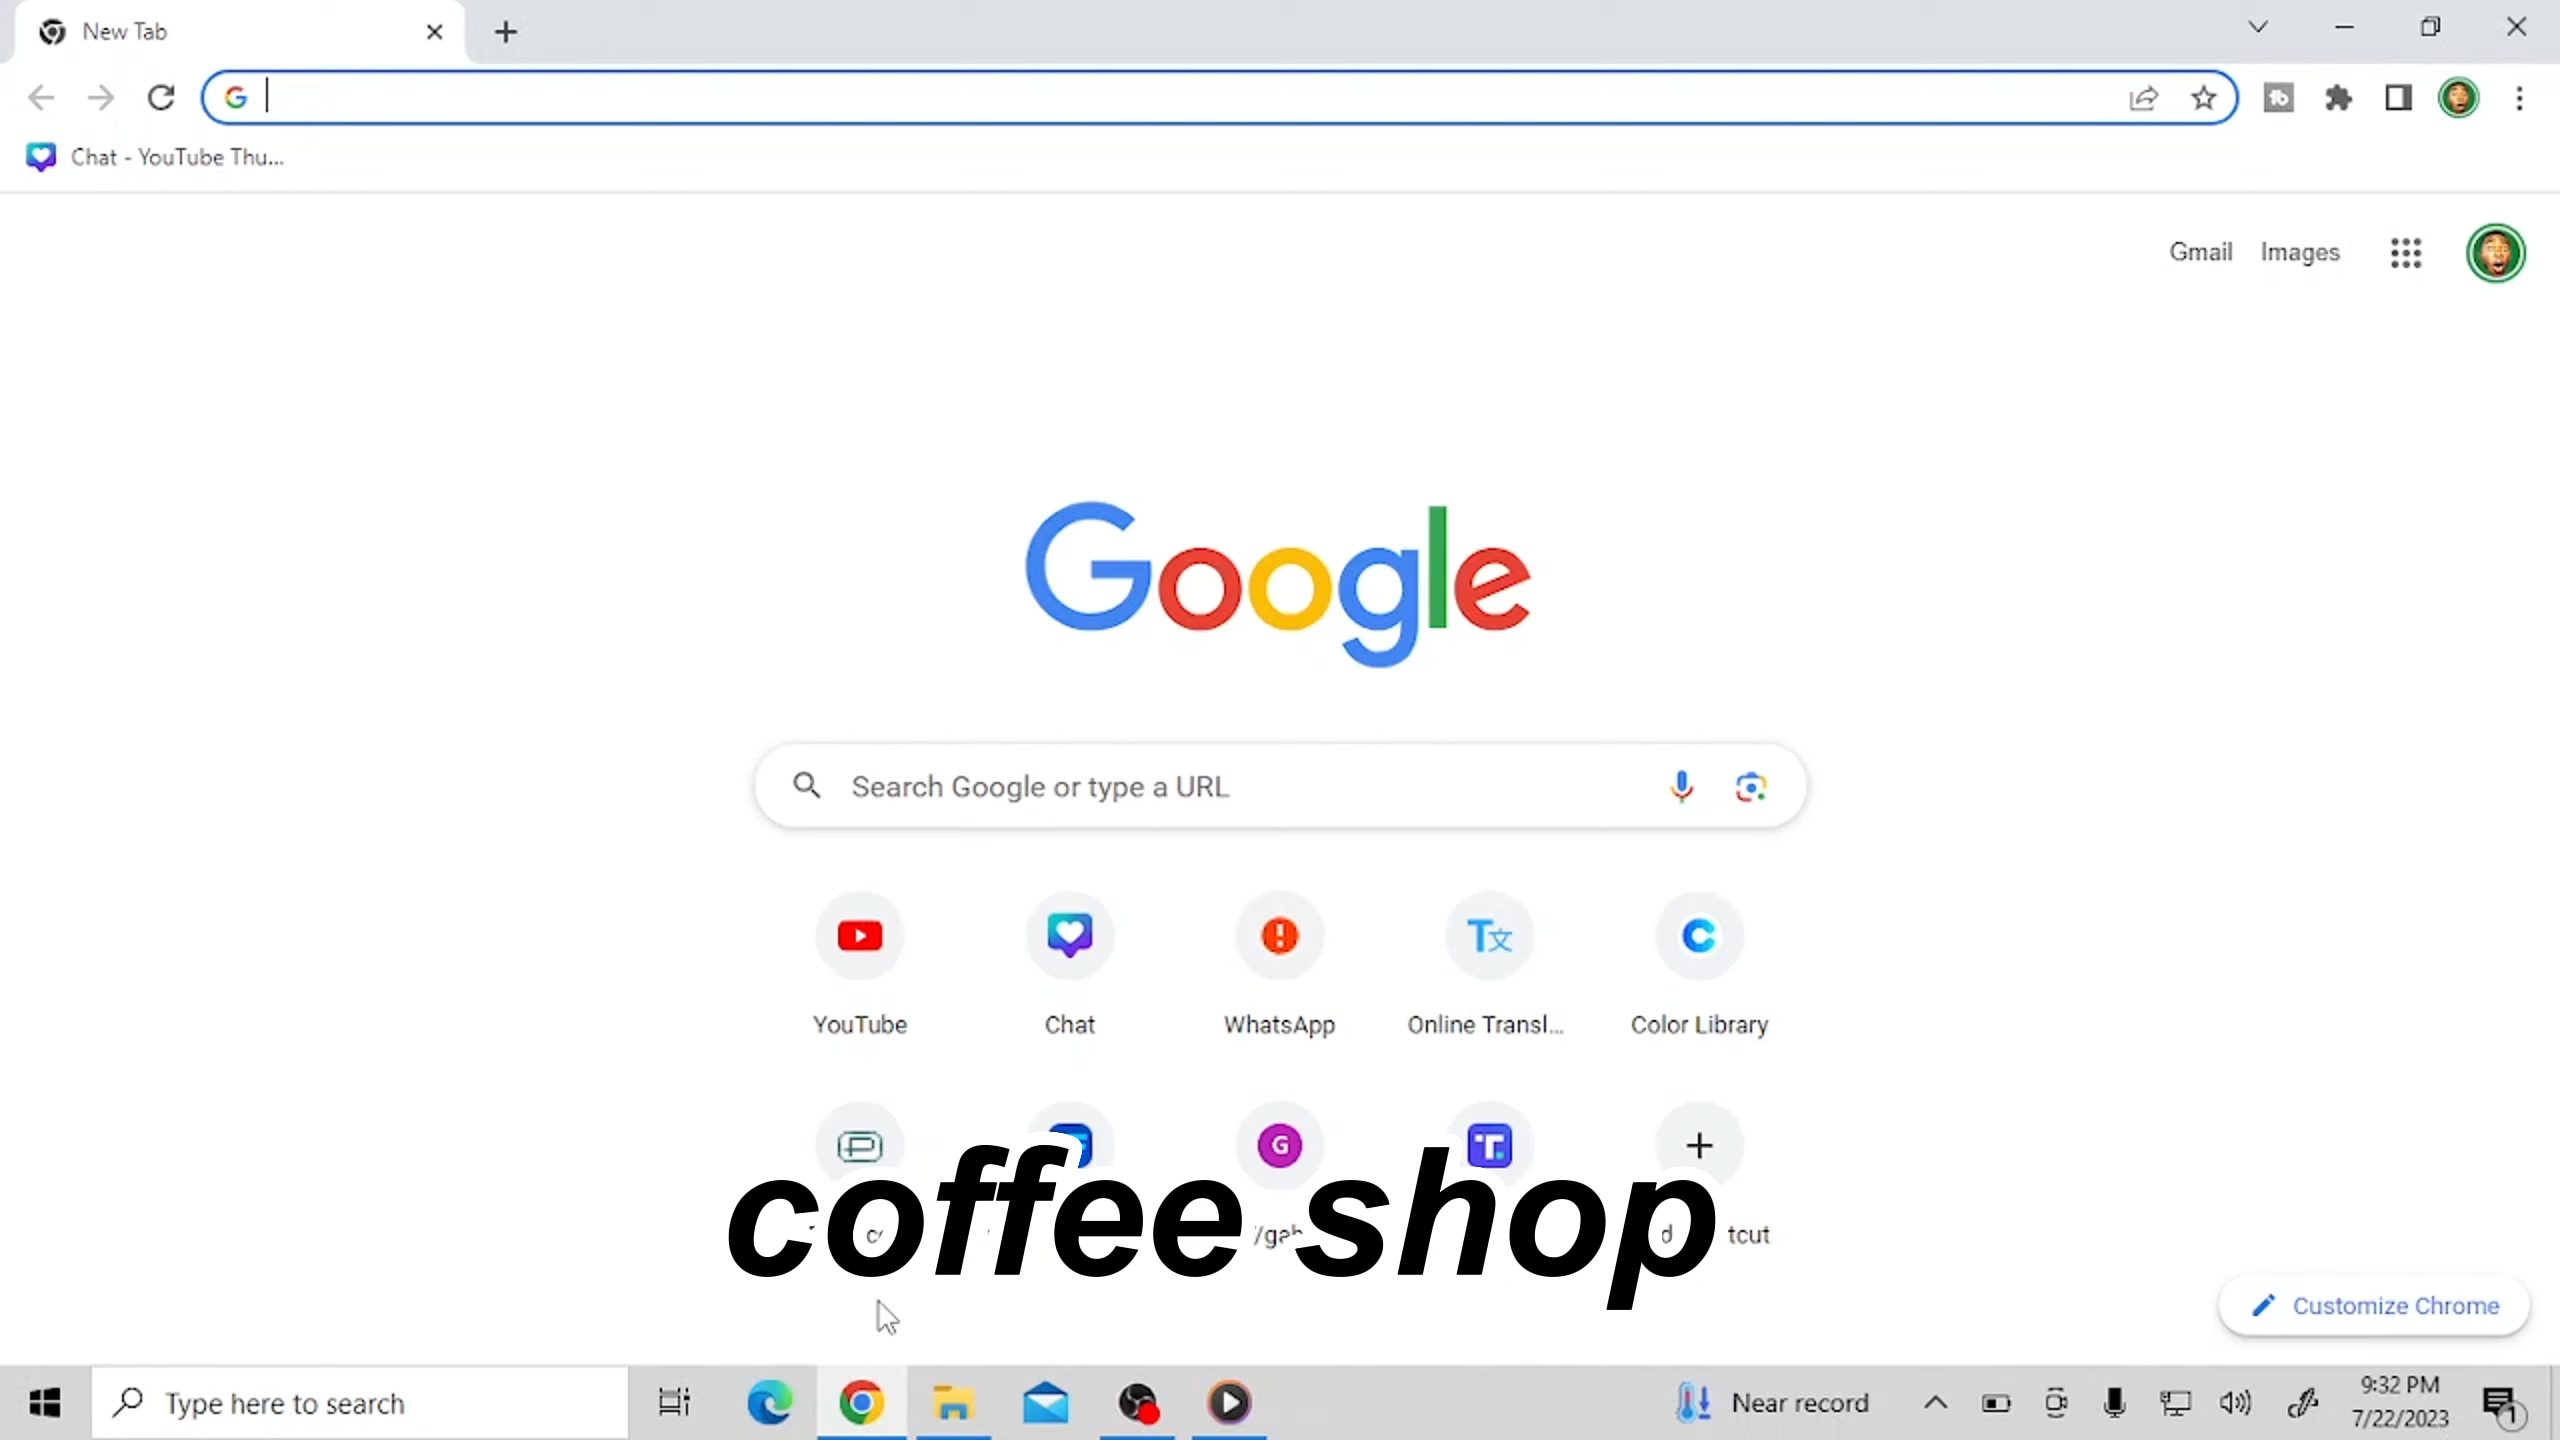 New Tab
Chat - YouTube Thu...
Gmail Images
Google
Search Google or type a URL
YouTube Chat WhatsApp Online Transl... Color Library
G T
coffee shop
tcut
Customize Chrome
Type here to search
Near record
9:32 PM
7/22/2023
1